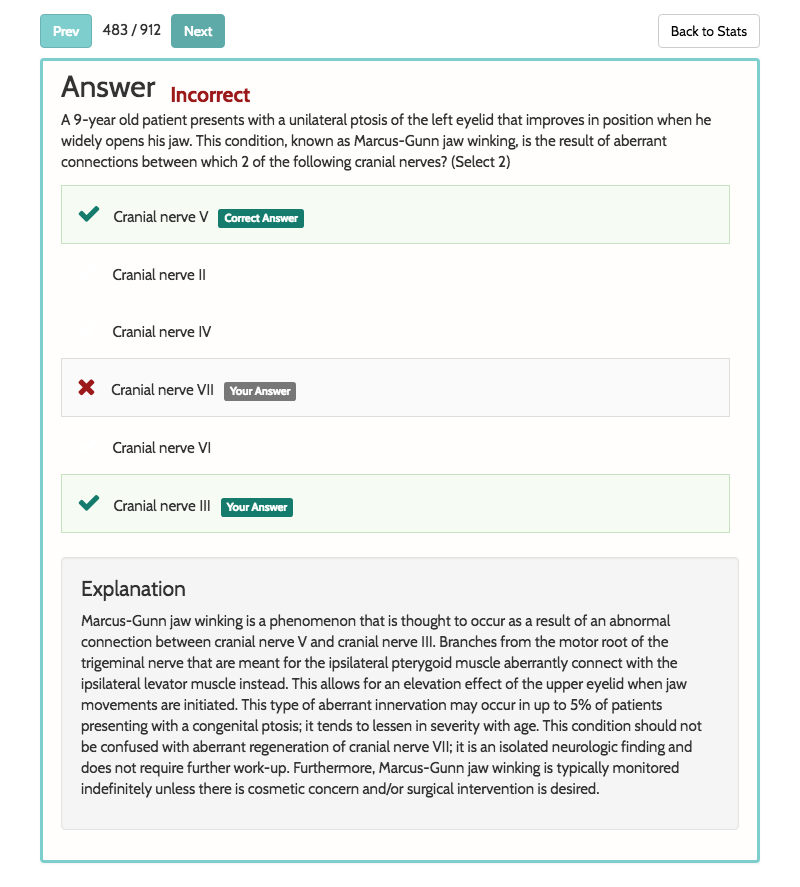 Prev 483 / 912 Next Back to Stats
Answer Incorrect
A 9-year old patient presents with a unilateral ptosis of the left eyelid that improves in position when he
widely opens his jaw. This condition, known as Marcus-Gunn jaw winking, is the result of aberrant
connections between which 2 of the following cranial nerves? (Select 2)
Cranial nerve V Correct Answer
Cranial nerve II
Cranial nerve IV
Cranial nerve VII Your Answer
Cranial nerve VI
Cranial nerve III Your Answer
Explanation
Marcus-Gunn jaw winking is a phenomenon that is thought to occur as a result of an abnormal
connection between cranial nerve V and cranial nerve III. Branches from the motor root of the
trigeminal nerve that are meant for the ipsilateral pterygoid muscle aberrantly connect with the
ipsilateral levator muscle instead. This allows for an elevation effect of the upper eyelid when jaw
movements are initiated. This type of aberrant innervation may occur in up to 5% of patients
presenting with a congenital ptosis; it tends to lessen in severity with age. This condition should not
be confused with aberrant regeneration of cranial nerve VII; it is an isolated neurologic finding and
does not require further work-up. Furthermore, Marcus-Gunn jaw winking is typically monitored
indefinitely unless there is cosmetic concern and/or surgical intervention is desired.